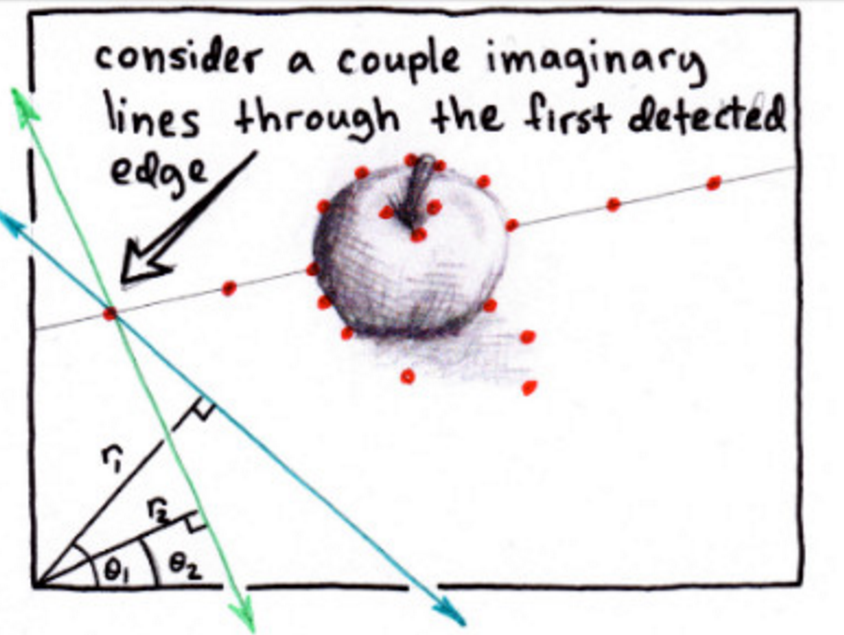 consider a couple imaginary
lines through the first detected
edge
r₁
r₂
θ₁
θ₂